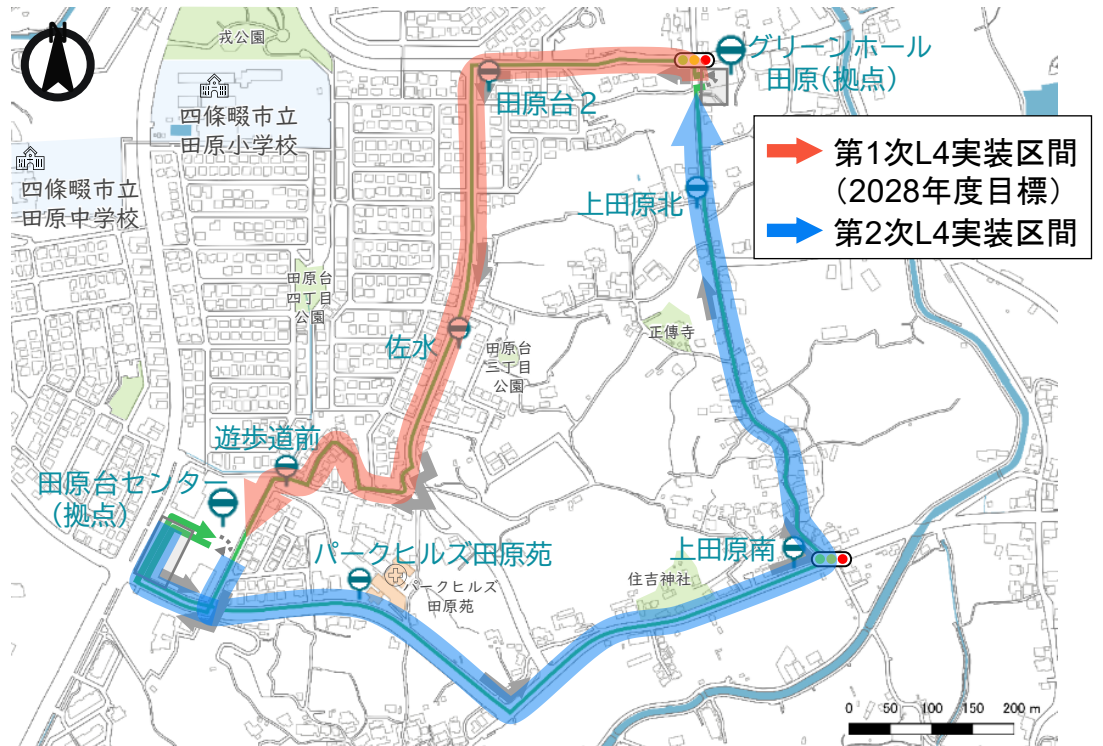 戎公園
四條畷市立
田原小学校
四條畷市立
田原中学校
田原台２
グリーンホール
田原(拠点)
第1次L4実装区間
(2028年度目標)
第2次L4実装区間
上田原北
田原台
四丁目
公園
佐水
田原台
三丁目
公園
正傳寺
遊歩道前
田原台センター
(拠点)
パークヒルズ田原苑
パークヒルズ
田原苑
上田原南
住吉神社
0 50 100 150 200 m